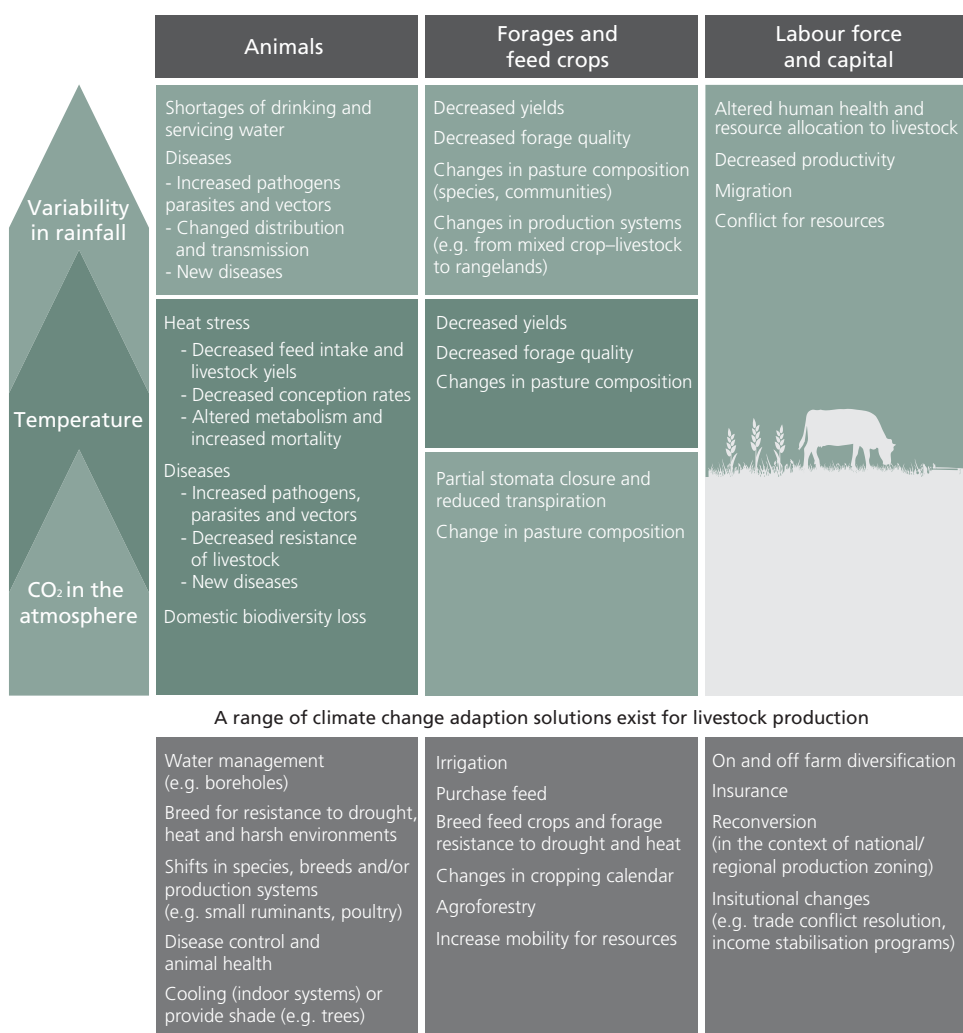 Animals
Forages and
feed crops
Labour force
and capital
Variability
in rainfall
Shortages of drinking and
servicing water
Diseases
- Increased pathogens
parasites and vectors
- Changed distribution
and transmission
- New diseases
Decreased yields
Decreased forage quality
Changes in pasture composition
(species, communities)
Changes in production systems
(e.g. from mixed crop–livestock
to rangelands)
Altered human health and
resource allocation to livestock
Decreased productivity
Migration
Conflict for resources
Temperature
Heat stress
- Decreased feed intake and
livestock yiels
- Decreased conception rates
- Altered metabolism and
increased mortality
Diseases
- Increased pathogens,
parasites and vectors
- Decreased resistance
of livestock
- New diseases
Domestic biodiversity loss
Decreased yields
Decreased forage quality
Changes in pasture composition
CO₂ in the
atmosphere
Partial stomata closure and
reduced transpiration
Change in pasture composition
A range of climate change adaption solutions exist for livestock production
Water management
(e.g. boreholes)
Breed for resistance to drought,
heat and harsh environments
Shifts in species, breeds and/or
production systems
(e.g. small ruminants, poultry)
Disease control and
animal health
Cooling (indoor systems) or
provide shade (e.g. trees)
Irrigation
Purchase feed
Breed feed crops and forage
resistance to drought and heat
Changes in cropping calendar
Agroforestry
Increase mobility for resources
On and off farm diversification
Insurance
Reconversion
(in the context of national/
regional production zoning)
Insitutional changes
(e.g. trade conflict resolution,
income stabilisation programs)